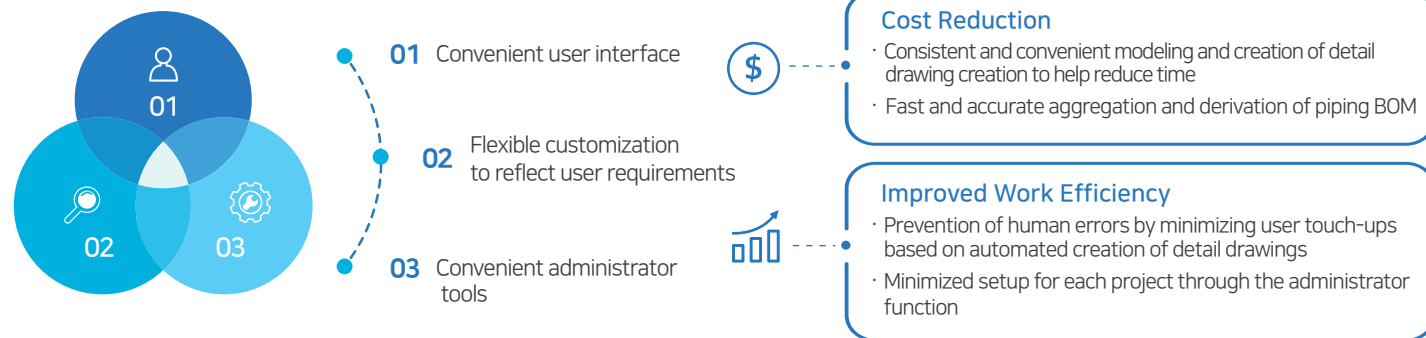 01
02
03
01 Convenient user interface
02 Flexible customization
to reflect user requirements
03 Convenient administrator
tools
$
Cost Reduction
· Consistent and convenient modeling and creation of detail
drawing creation to help reduce time
· Fast and accurate aggregation and derivation of piping BOM
Improved Work Efficiency
· Prevention of human errors by minimizing user touch-ups
based on automated creation of detail drawings
· Minimized setup for each project through the administrator
function